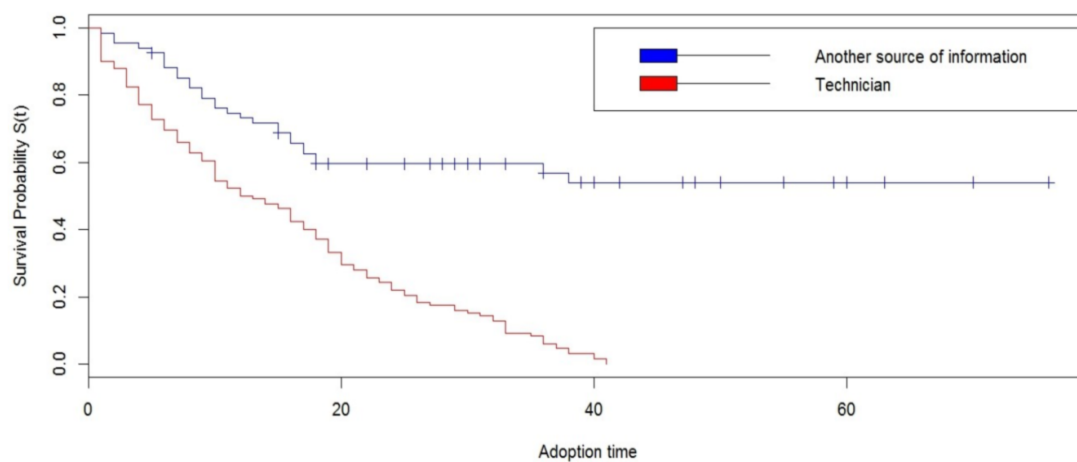 1.0
0.8
0.6
0.4
0.2
0.0
Survival Probability S(t)
Another source of information
Technician
0
20
40
60
Adoption time